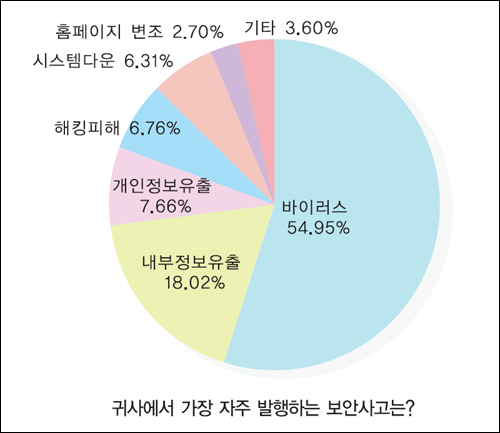 홈페이지 변조 2.70%
기타 3.60%
시스템다운 6.31%
해킹피해 6.76%
개인정보유출
7.66%
바이러스
54.95%
내부정보유출
18.02%
귀사에서 가장 자주 발행하는 보안사고는?